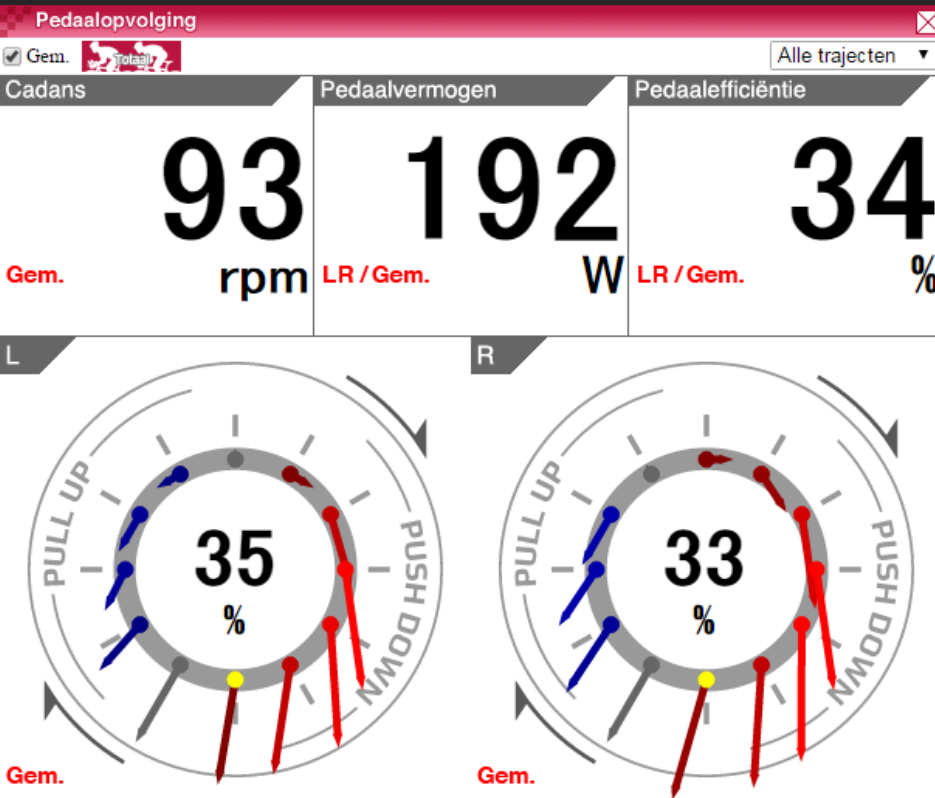 Pedaalopvolging
Gem.
Totaal
Alle trajecten
Cadans
Pedaalvermogen
Pedaalefficiëntie
93
192
34
Gem.
rpm
LR / Gem.
W
LR / Gem.
%
L
R
PULL UP
PUSH DOWN
35
%
PULL UP
PUSH DOWN
33
%
Gem.
Gem.